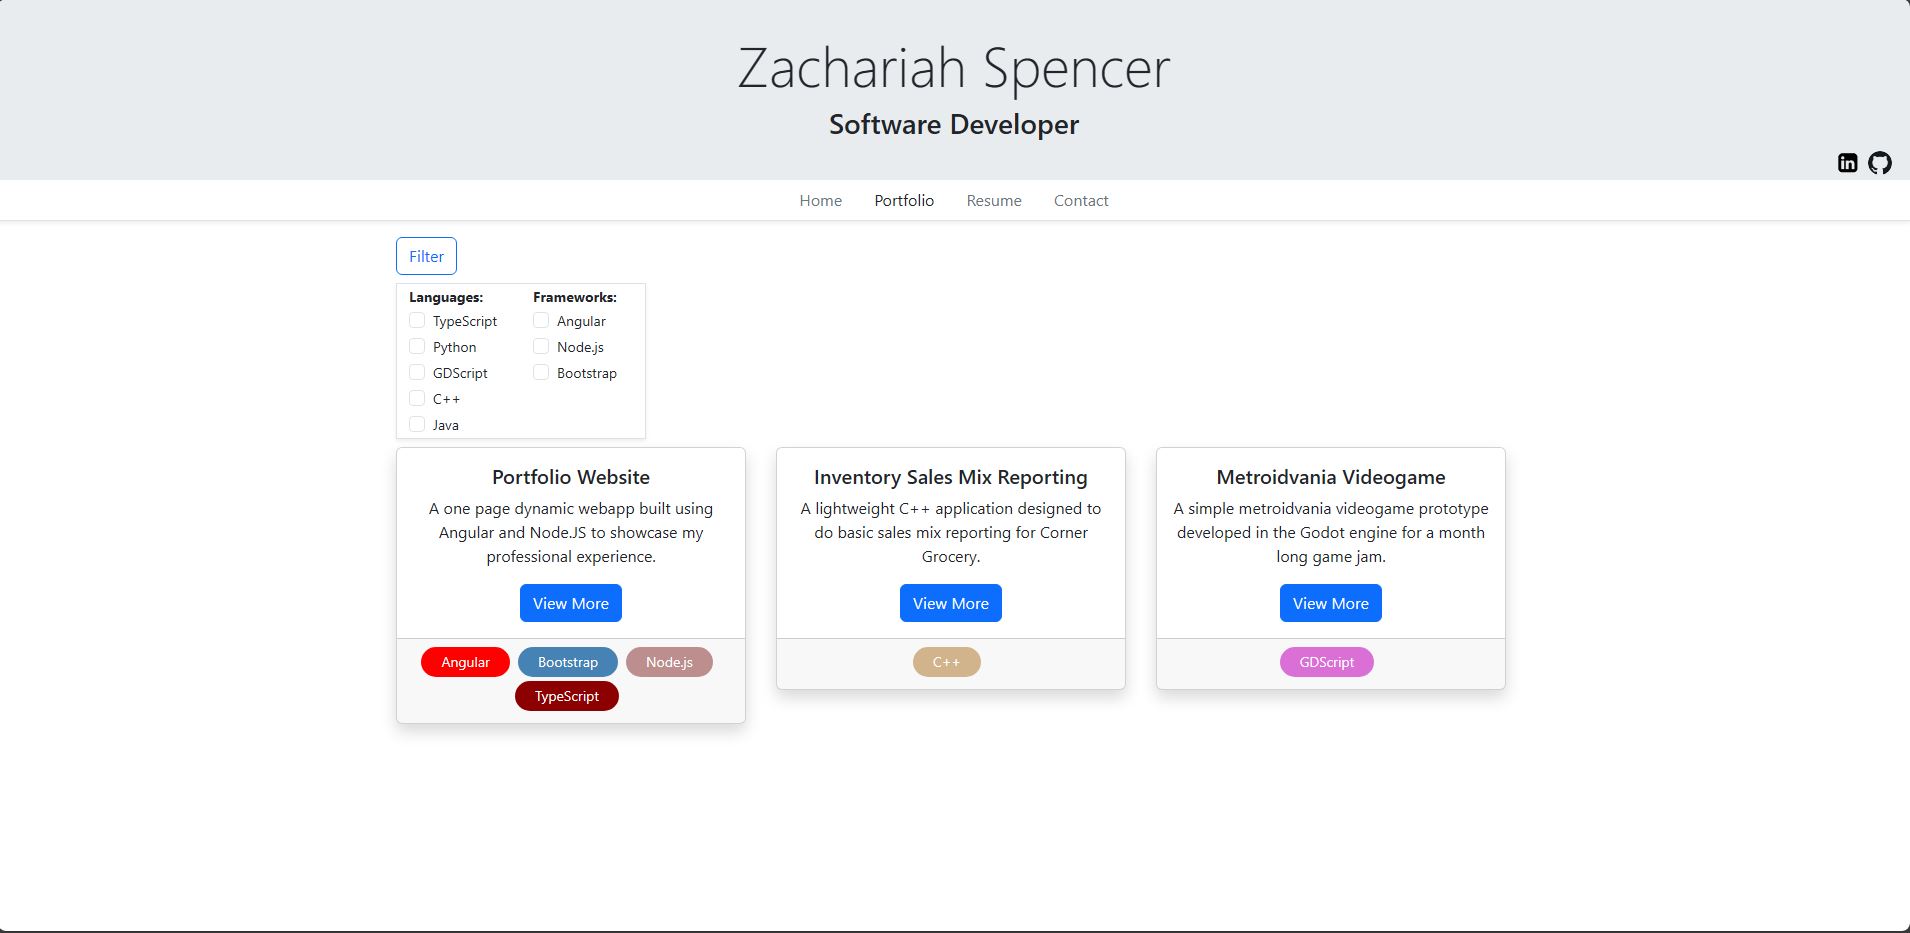 Zachariah Spencer
Software Developer
in
Home Portfolio Resume Contact
Filter
Languages: Frameworks:
TypeScript Angular
Python Node.js
GDScript Bootstrap
C++
Java
Portfolio Website
A one page dynamic webapp built using
Angular and Node.JS to showcase my
professional experience.
View More
Angular Bootstrap Node.js
TypeScript
Inventory Sales Mix Reporting
A lightweight C++ application designed to
do basic sales mix reporting for Corner
Grocery.
View More
C++
Metroidvania Videogame
A simple metroidvania videogame prototype
developed in the Godot engine for a month
long game jam.
View More
GDScript